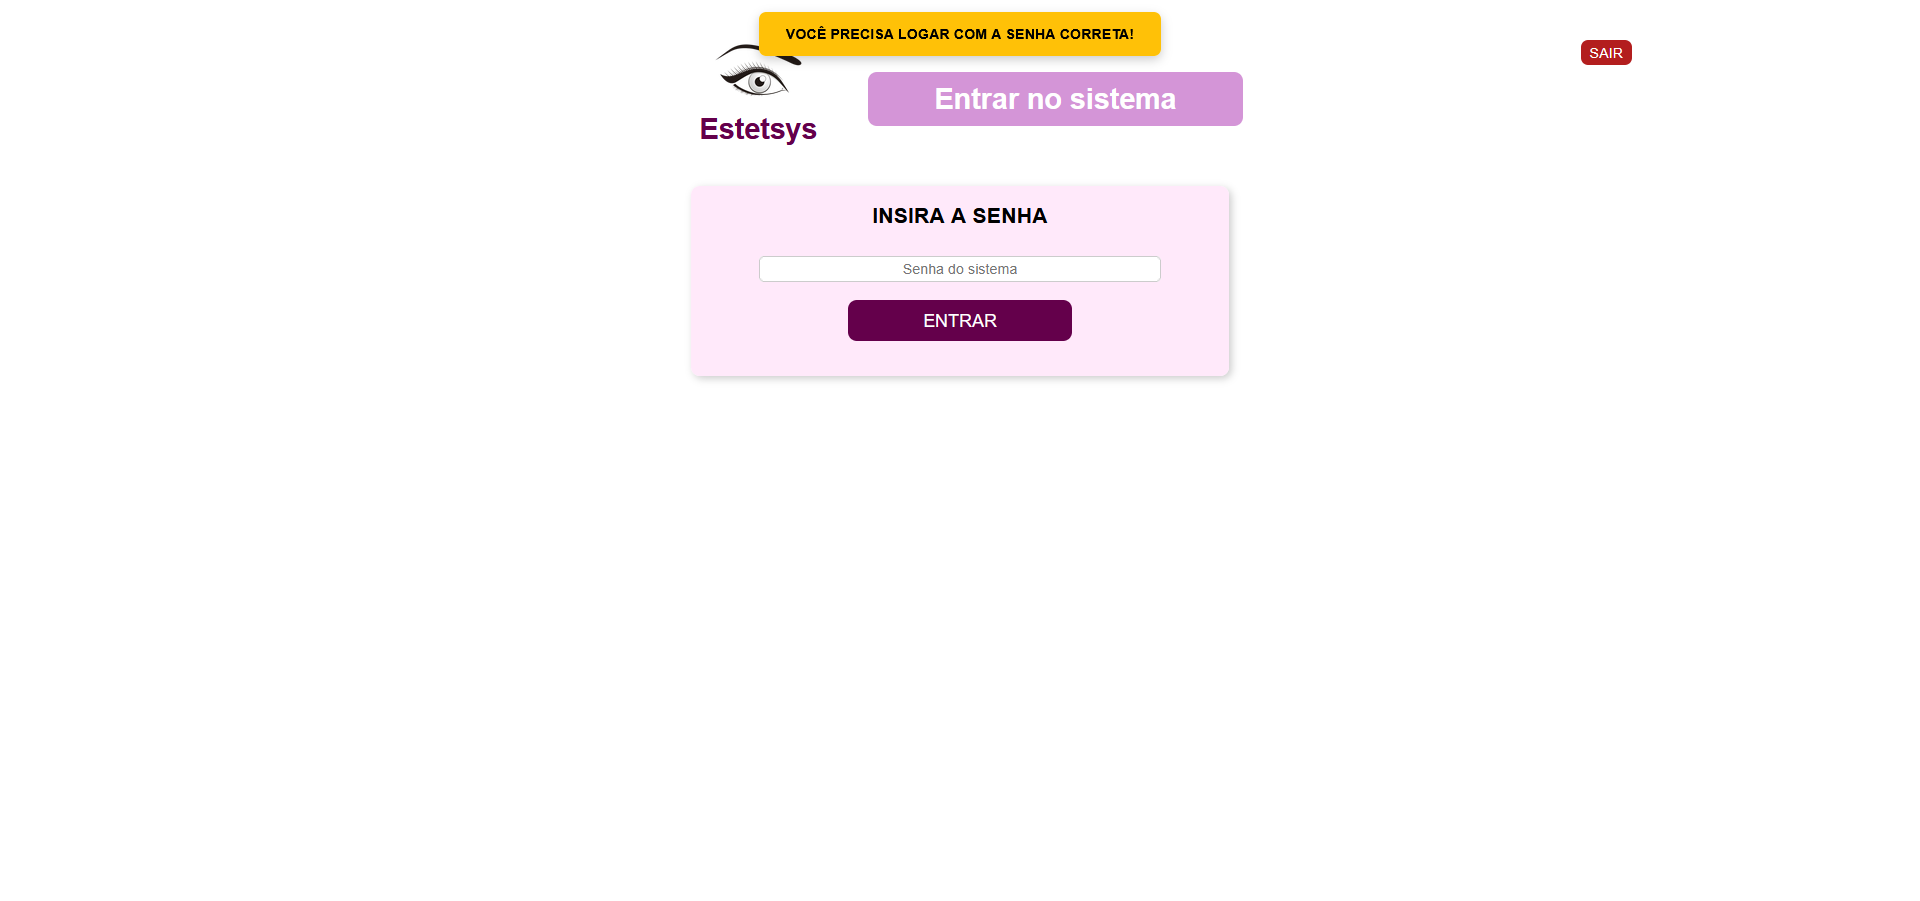 VOCÊ PRECISA LOGAR COM A SENHA CORRETA!
SAIR
Entrar no sistema
Estetsys
INSIRA A SENHA
Senha do sistema
ENTRAR